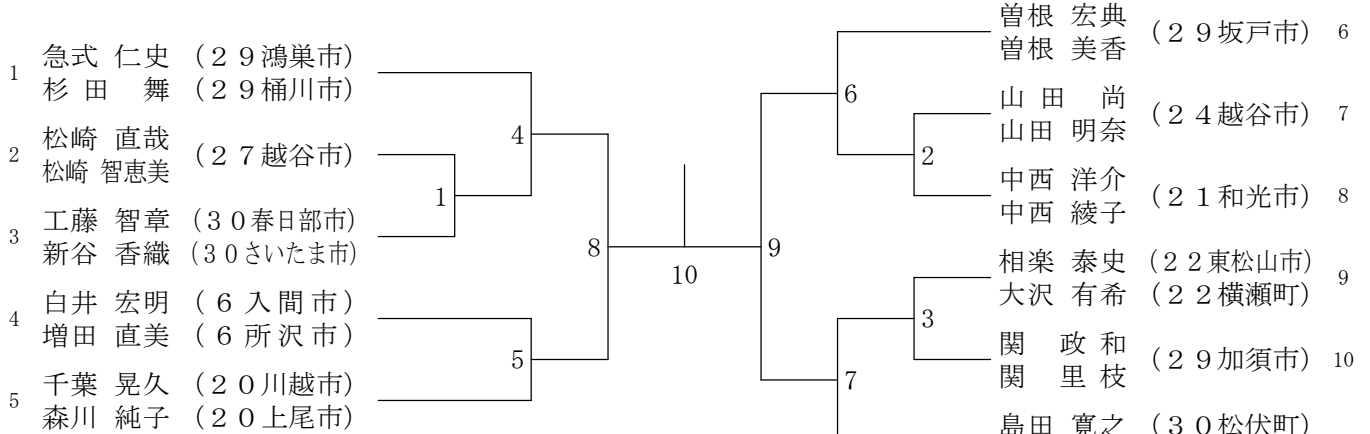 1
急式 仁史 (２９鴻巣市)
杉田 舞 (２９桶川市)
2
松崎 直哉
松崎 智恵美
(２７越谷市)
3
工藤 智章 (３０春日部市)
新谷 香織 (３０さいたま市)
4
白井 宏明 (６入間市)
増田 直美 (６所沢市)
5
千葉 晃久 (２０川越市)
森川 純子 (２０上尾市)
4
1
8
5
10
9
6
2
3
7
曽根 宏典
曽根 美香
(２９坂戸市) 6
山田 尚
山田 明奈
(２４越谷市) 7
中西 洋介
中西 綾子
(２１和光市) 8
相楽 泰史 (２２東松山市)
大沢 有希 (２２横瀬町)
9
関 政和
関 里枝
(２９加須市) 10
島田 寛之 (３０松伏町)